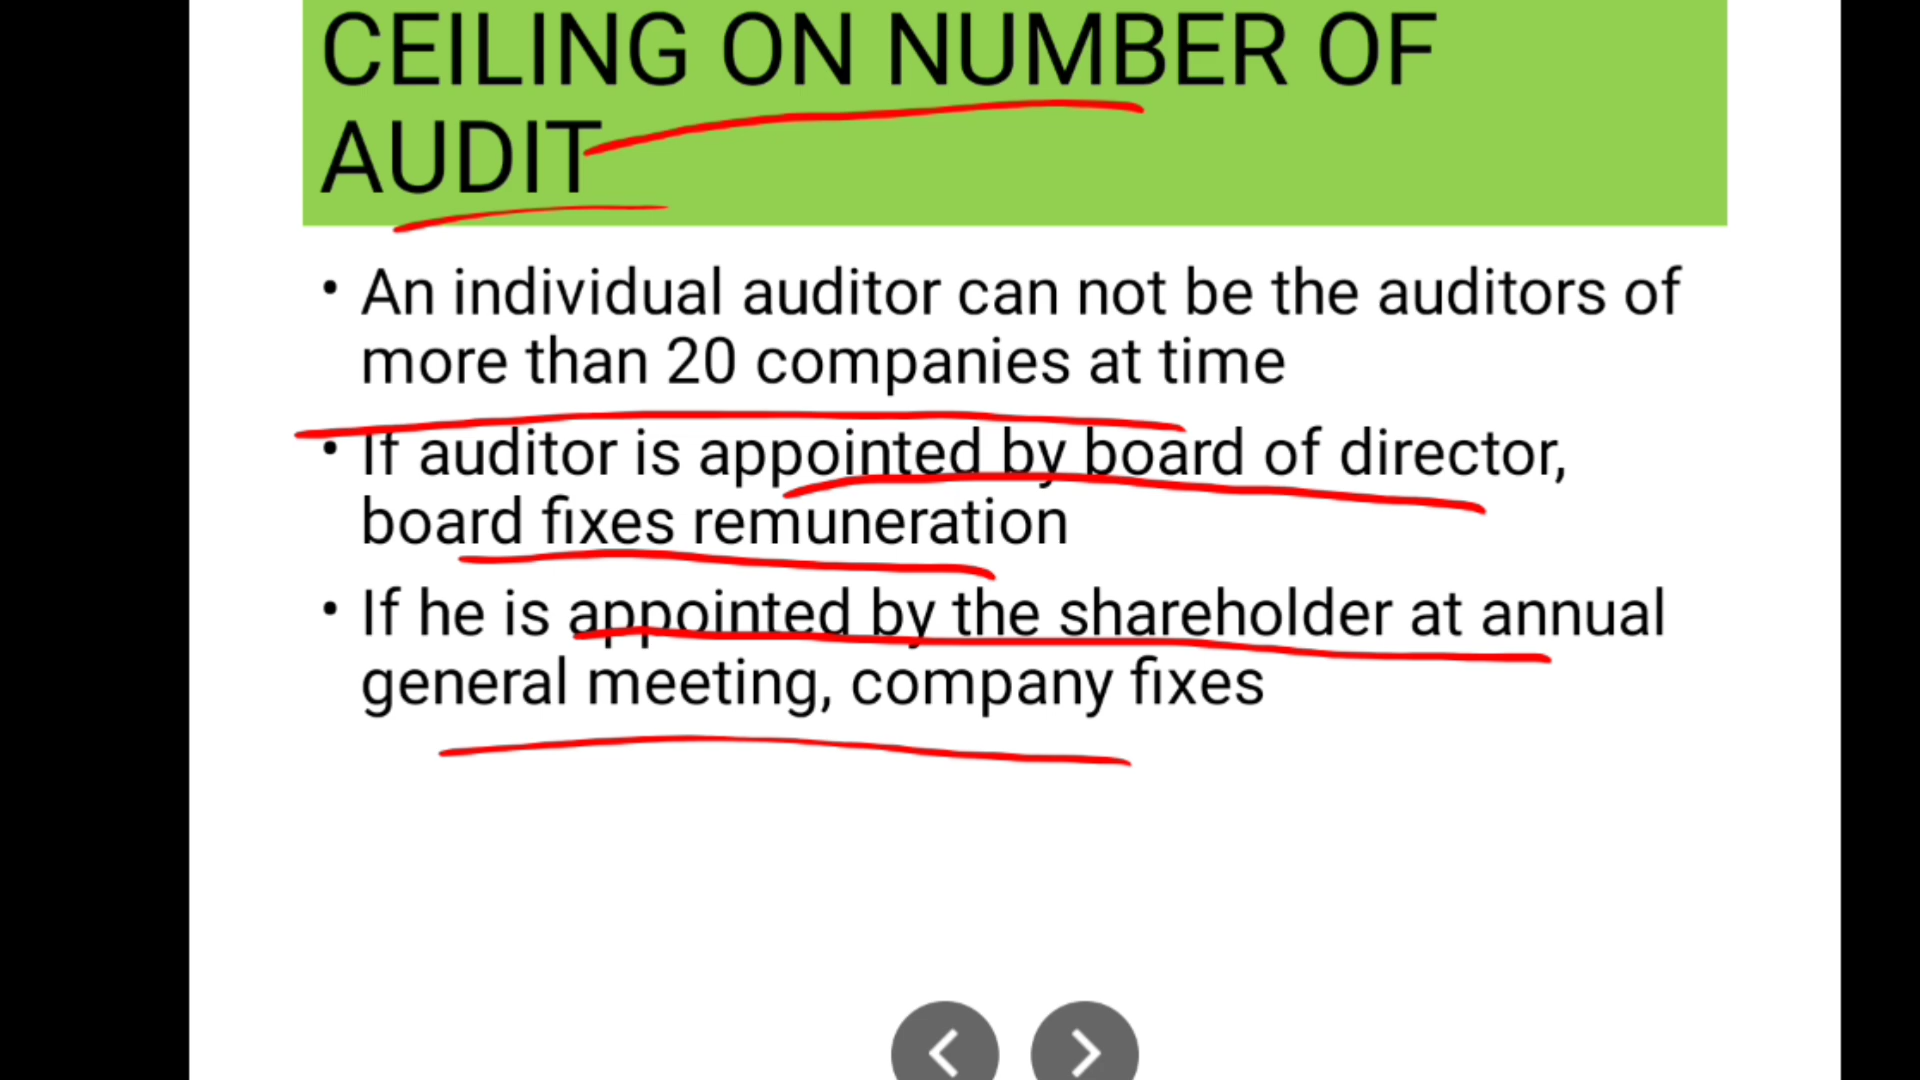 CEILING ON NUMBER OF
AUDIT
• An individual auditor can not be the auditors of
more than 20 companies at time
• If auditor is appointed by board of director,
board fixes remuneration
• If he is appointed by the shareholder at annual
general meeting, company fixes